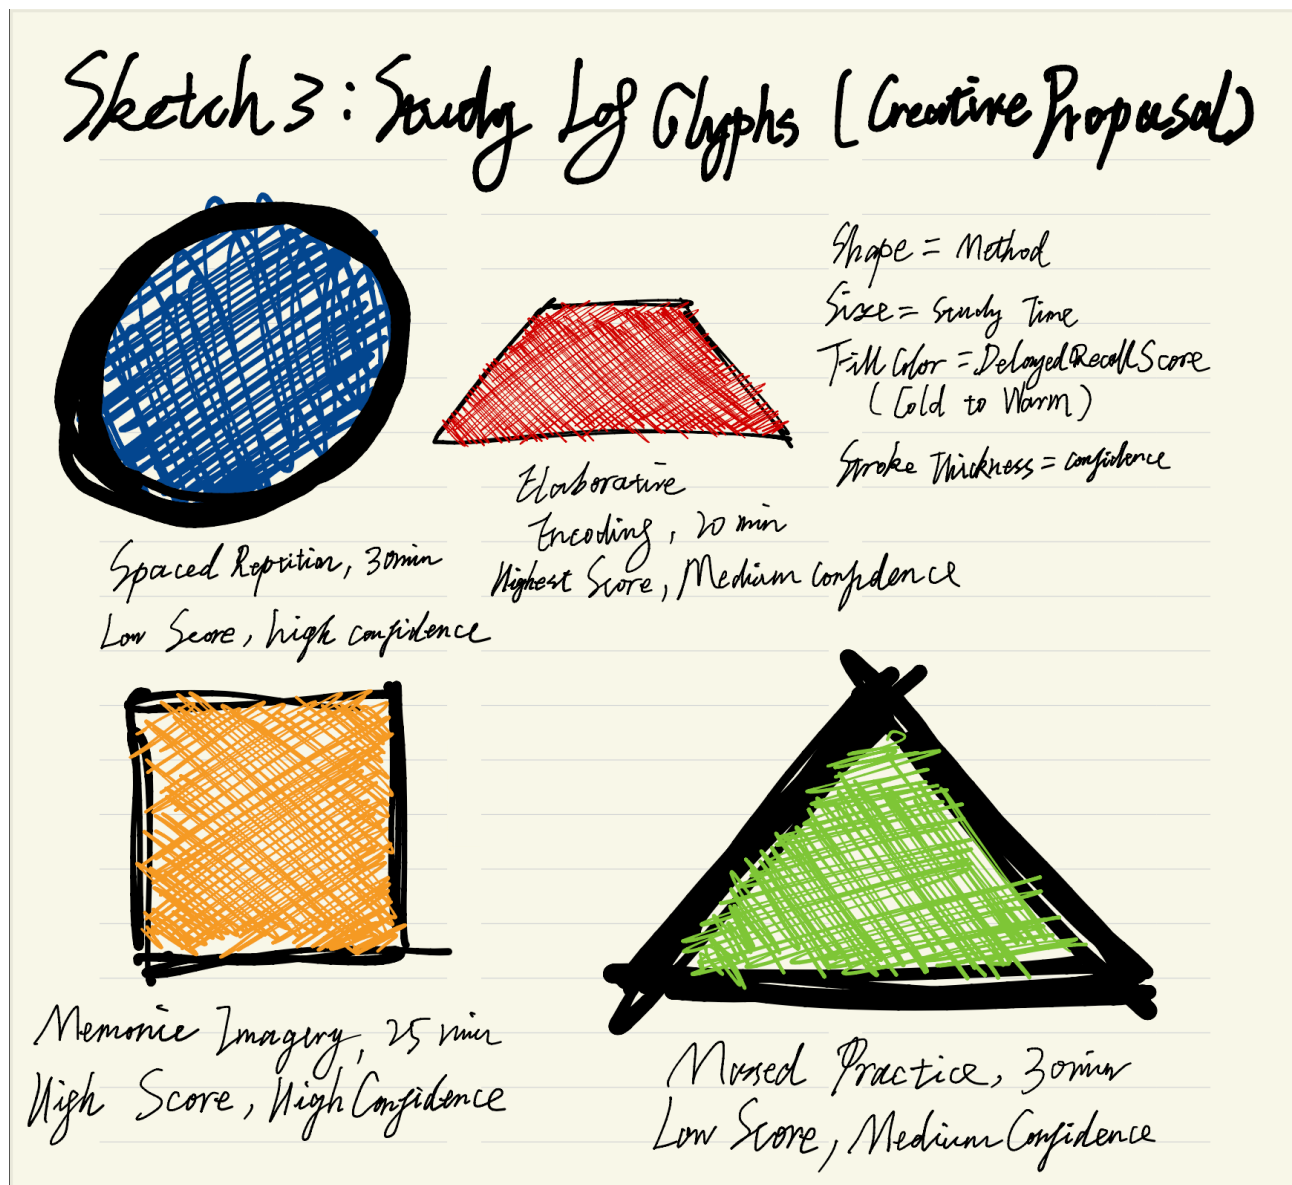 Sketch 3: Study Log Glyphs (Creative Proposal)
Shape = Method
Size = Study Time
Fill Color = Delayed Recall Score
(Cold to Warm)
Stroke Thickness = confidence
Elaborative
Encoding, 20 min
Highest Score, Medium confidence
Spaced Reptition, 30min
Low Score, high confidence
Memonic Imagery, 25 min
High Score, High Confidence
Massed Practice, 30min
Low Score, Medium Confidence